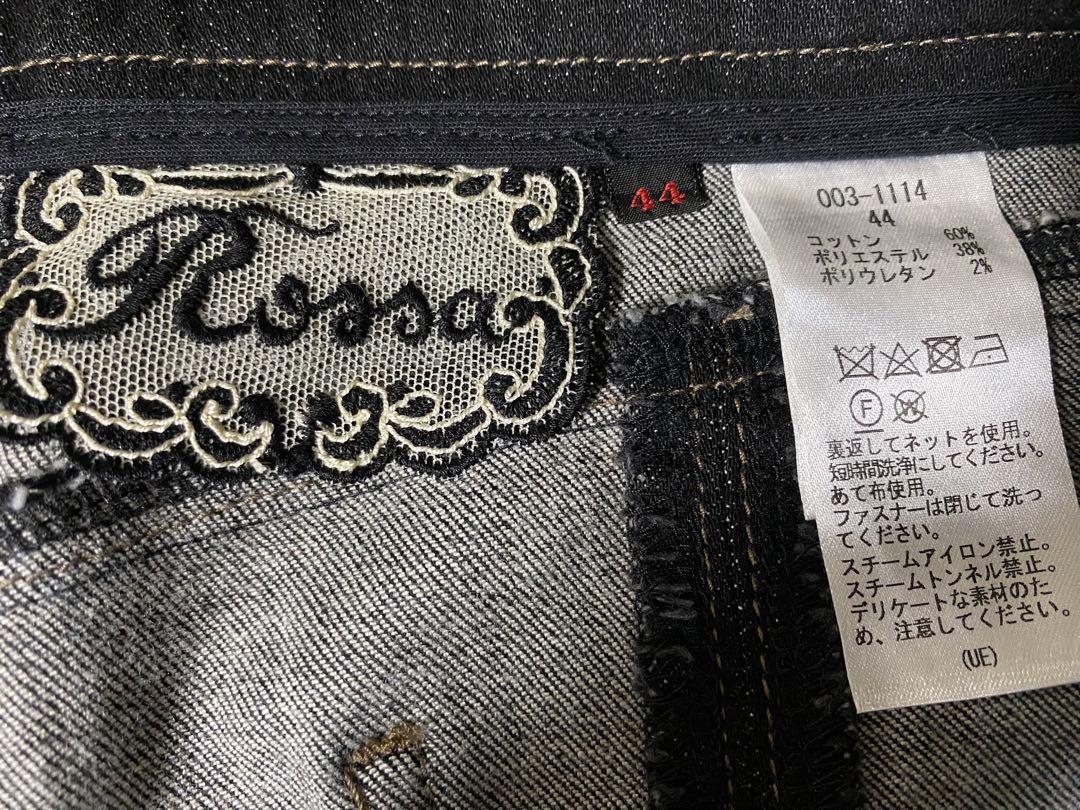 Rossa
44
003-1114
44
コットン 60%
ポリエステル 38%
ポリウレタン 2%
F W
裏返してネットを使用。
短時間洗浄にしてください。
あて布使用。
ファスナーは閉じて洗っ
てください。
スチームアイロン禁止。
スチームトンネル禁止。
デリケートな素材のた
め、注意してください。
(UE)